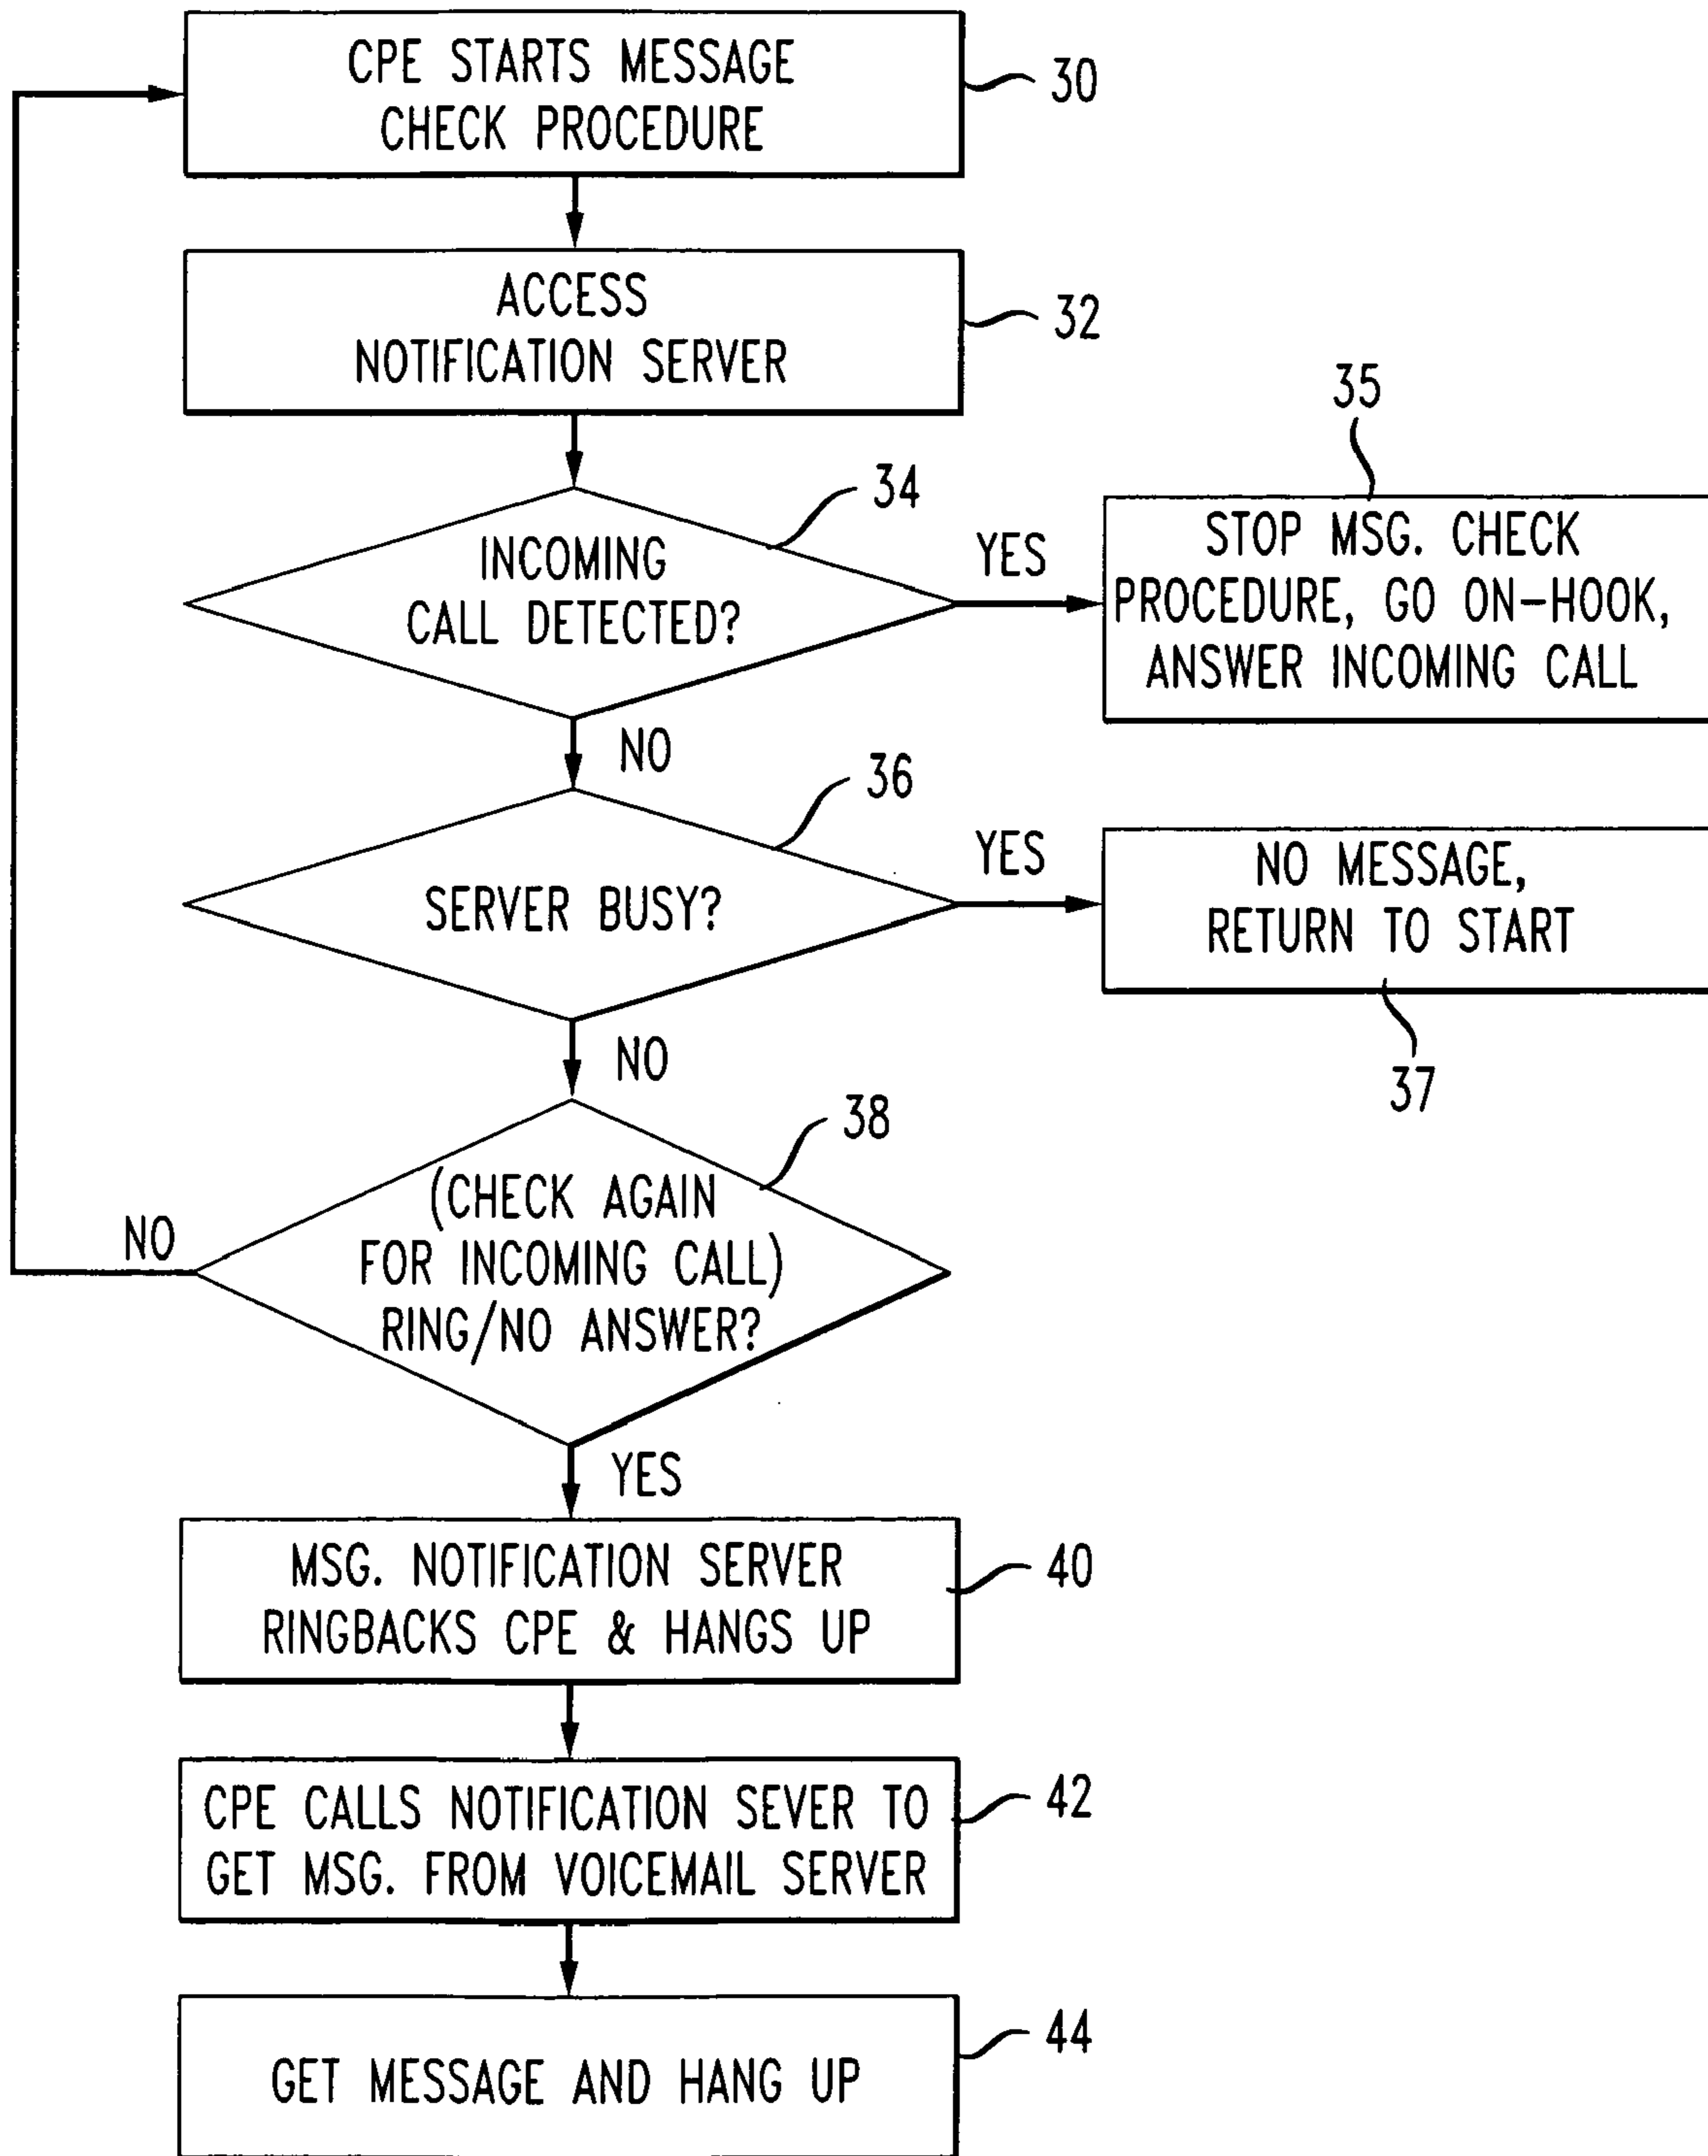 CPE STARTS MESSAGE
CHECK PROCEDURE
30
ACCESS
NOTIFICATION SERVER
32
INCOMING
CALL DETECTED?
34
YES
35
STOP MSG. CHECK
PROCEDURE, GO ON-HOOK,
ANSWER INCOMING CALL
NO
SERVER BUSY?
36
YES
NO MESSAGE,
RETURN TO START
37
NO
(CHECK AGAIN
FOR INCOMING CALL)
RING/NO ANSWER?
38
NO
YES
MSG. NOTIFICATION SERVER
RINGBACKS CPE & HANGS UP
40
CPE CALLS NOTIFICATION SEVER TO
GET MSG. FROM VOICEMAIL SERVER
42
GET MESSAGE AND HANG UP
44